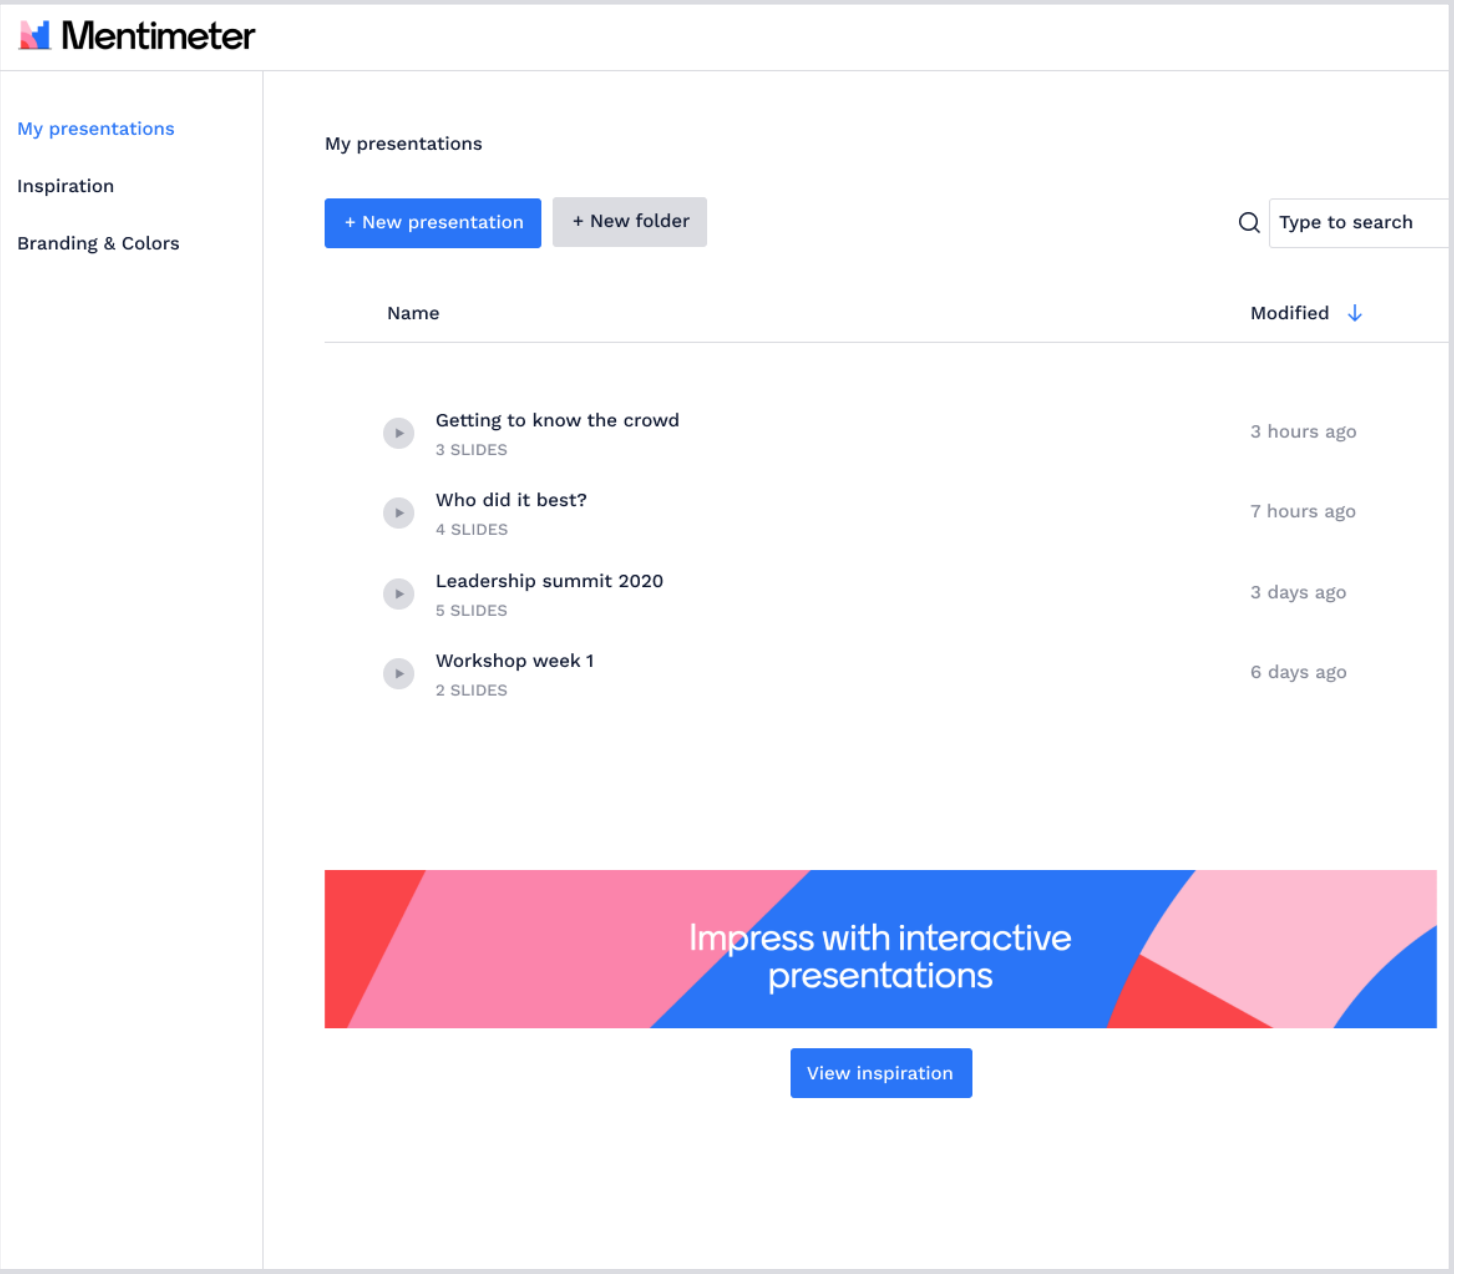 Mentimeter
My presentations
Inspiration
Branding & Colors
My presentations
+ New presentation
+ New folder
Type to search
Name
Modified
Getting to know the crowd
3 SLIDES
3 hours ago
Who did it best?
4 SLIDES
7 hours ago
Leadership summit 2020
5 SLIDES
3 days ago
Workshop week 1
2 SLIDES
6 days ago
Impress with interactive
presentations
View inspiration